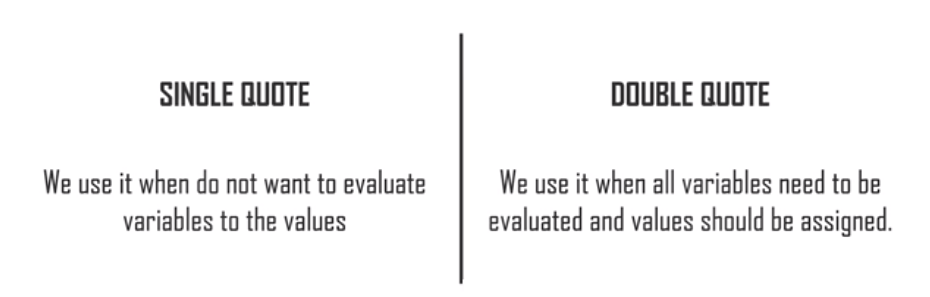 SINGLE QUOTE
We use it when do not want to evaluate
variables to the values
DOUBLE QUOTE
We use it when all variables need to be
evaluated and values should be assigned.